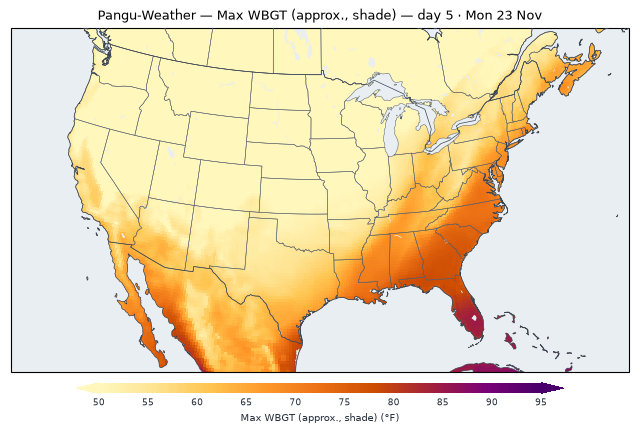 Pangu-Weather — Max WBGT (approx., shade) — day 5 · Mon 23 Nov
50 55 60 65 70 75 80 85 90 95
Max WBGT (approx., shade) (°F)